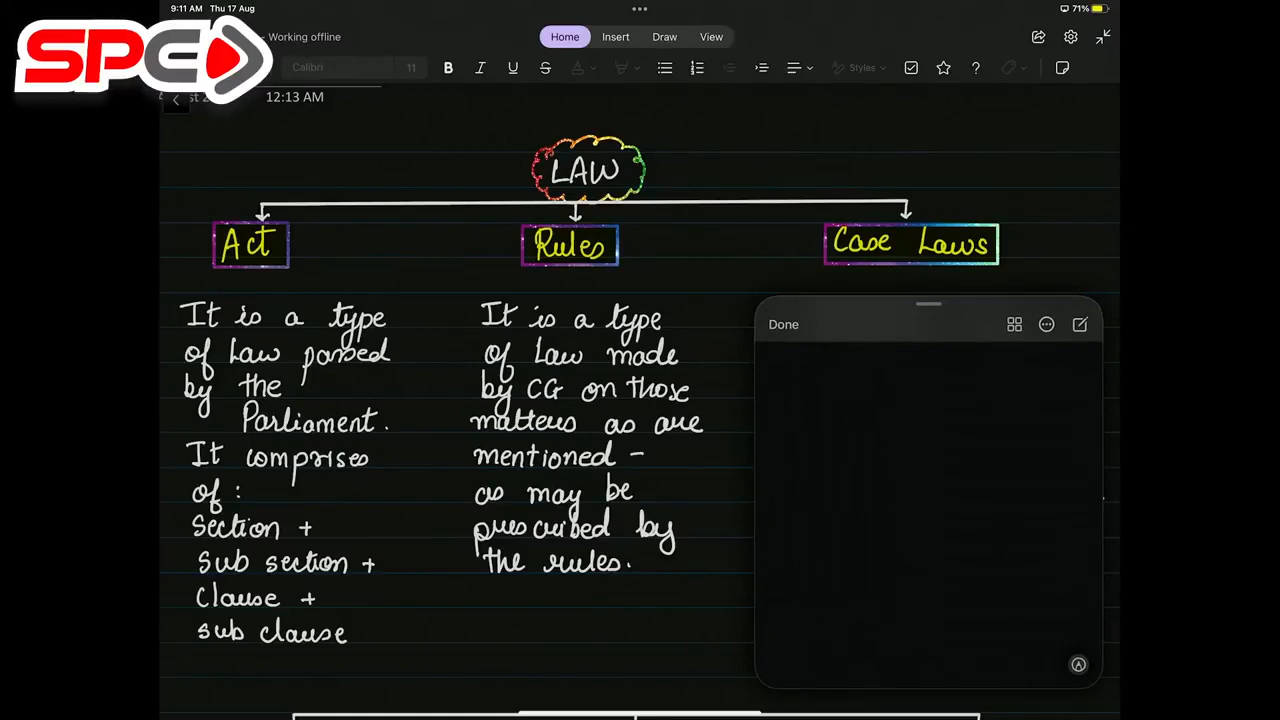 9:11 AM Thu 17 Aug
71%
SPE
- Working offline
Home Insert Draw View
Calibri 11
Styles
12:13 AM
LAW
Act Rules Case Laws
It is a type
of Law passed
by the
Parliament.
It comprises
of:
Section +
Sub section +
Clause +
sub clause
It is a type
of Law made
by CG on those
matters as are
mentioned -
as may be
prescribed by
the rules.
Done